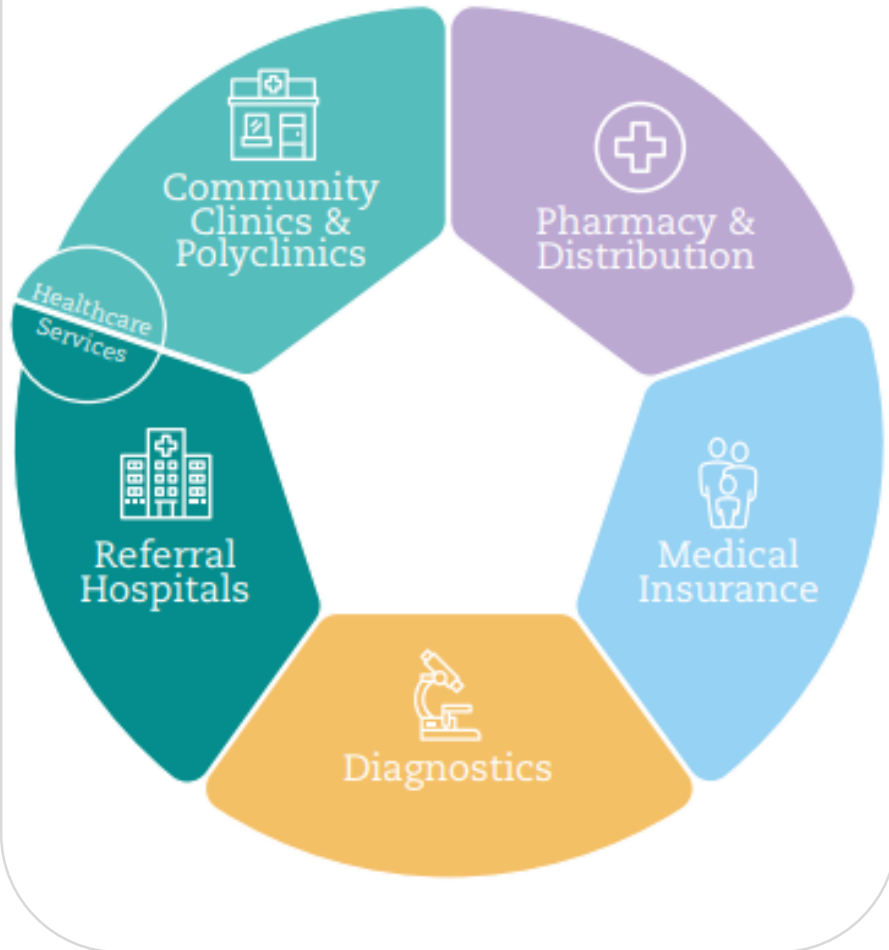 Community
Clinics &
Polyclinics
Pharmacy &
Distribution
Healthcare
Services
Referral
Hospitals
Medical
Insurance
Diagnostics